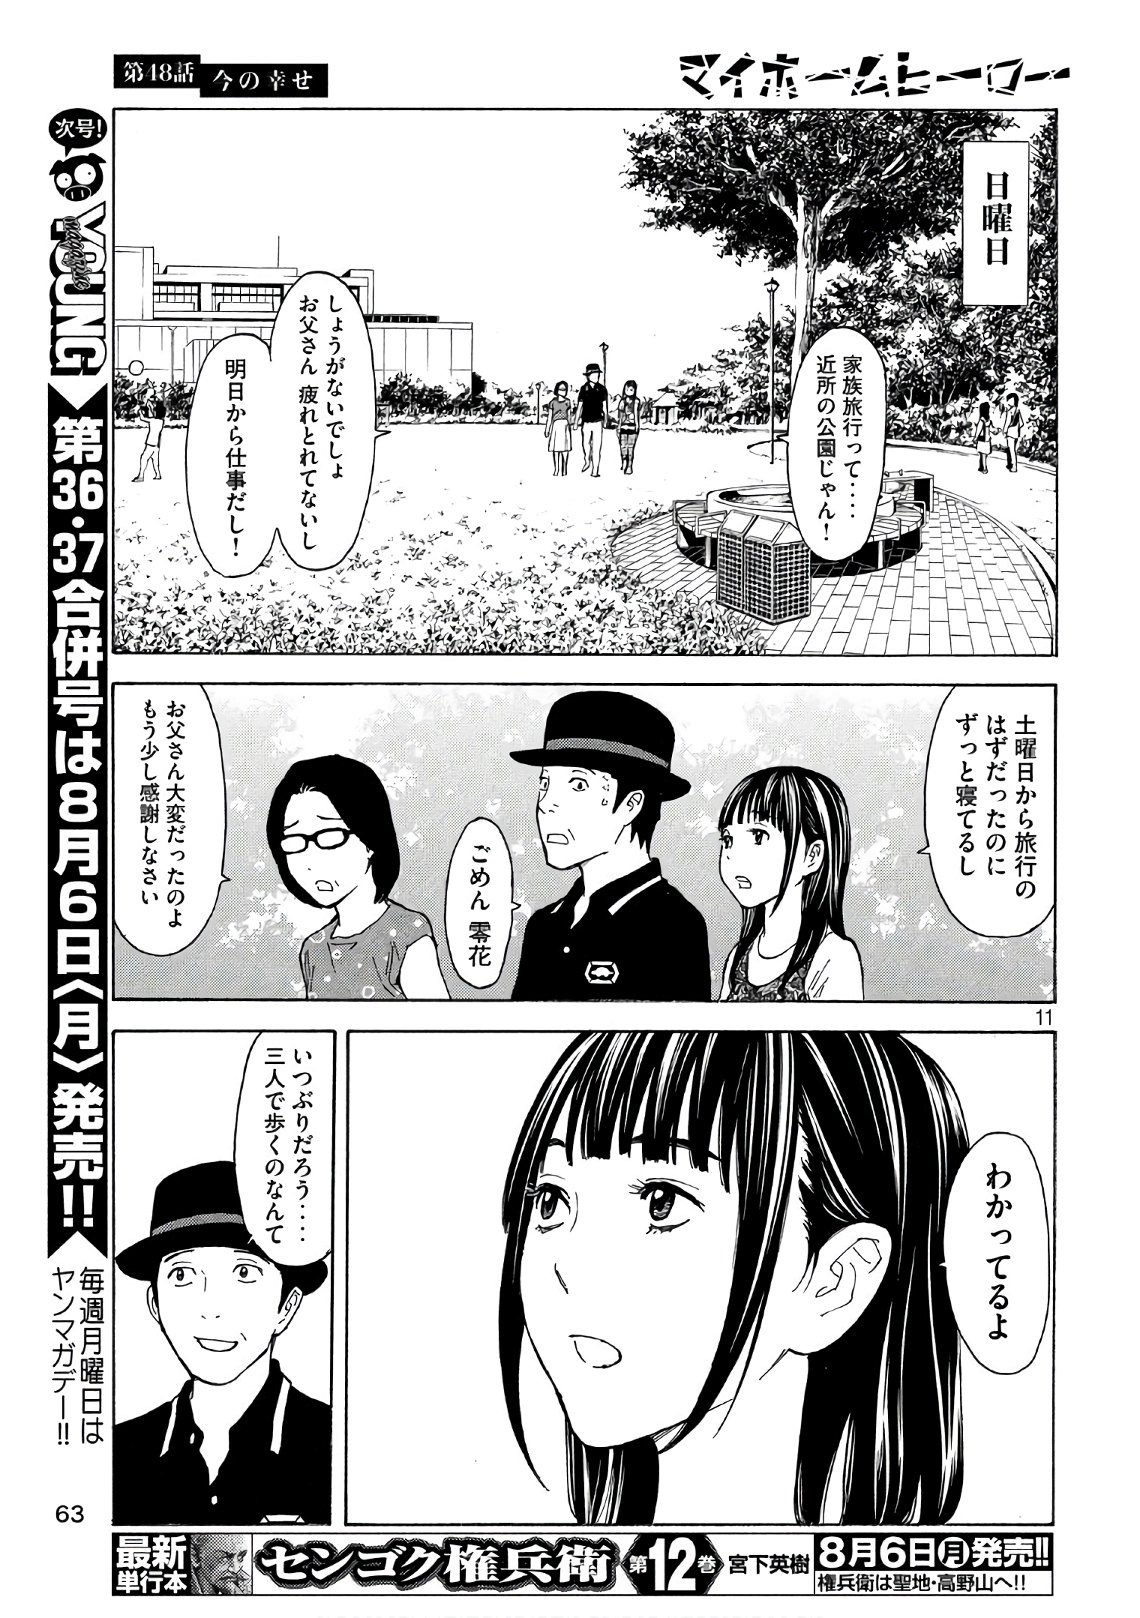 第48話
今の幸せ
マイホームヒーロー
日曜日
家族旅行って‥‥
近所の公園じゃん!
しょうがないでしょ
お父さん 疲れとれてないし
明日から仕事だし!
土曜日から旅行の
はずだったのに
ずっと寝てるし
ごめん 零花
お父さん大変だったのよ
もう少し感謝しなさい
11
わかってるよ
いつぶりだろう‥‥
三人で歩くのなんて
次号!
YOUNG
magazine
第36・37合併号は8月6日〈月〉発売!!
毎週月曜日は
ヤンマガデー!!
63
最新
単行本
センゴク権兵衛
第12巻
宮下英樹
8月6日㊊発売!!
権兵衛は聖地・高野山へ!!